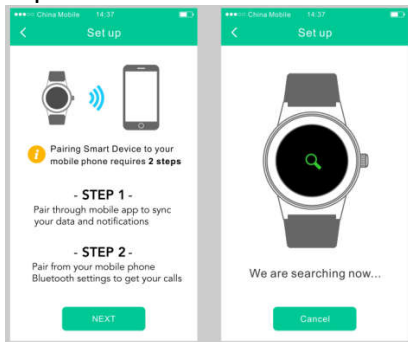 China Mobile 14:37
Set up
Pairing Smart Device to your
mobile phone requires 2 steps
- STEP 1 -
Pair through mobile app to sync
your data and notifications
- STEP 2 -
Pair from your mobile phone
Bluetooth settings to get your calls
NEXT
China Mobile 14:37
Set up
We are searching now...
Cancel